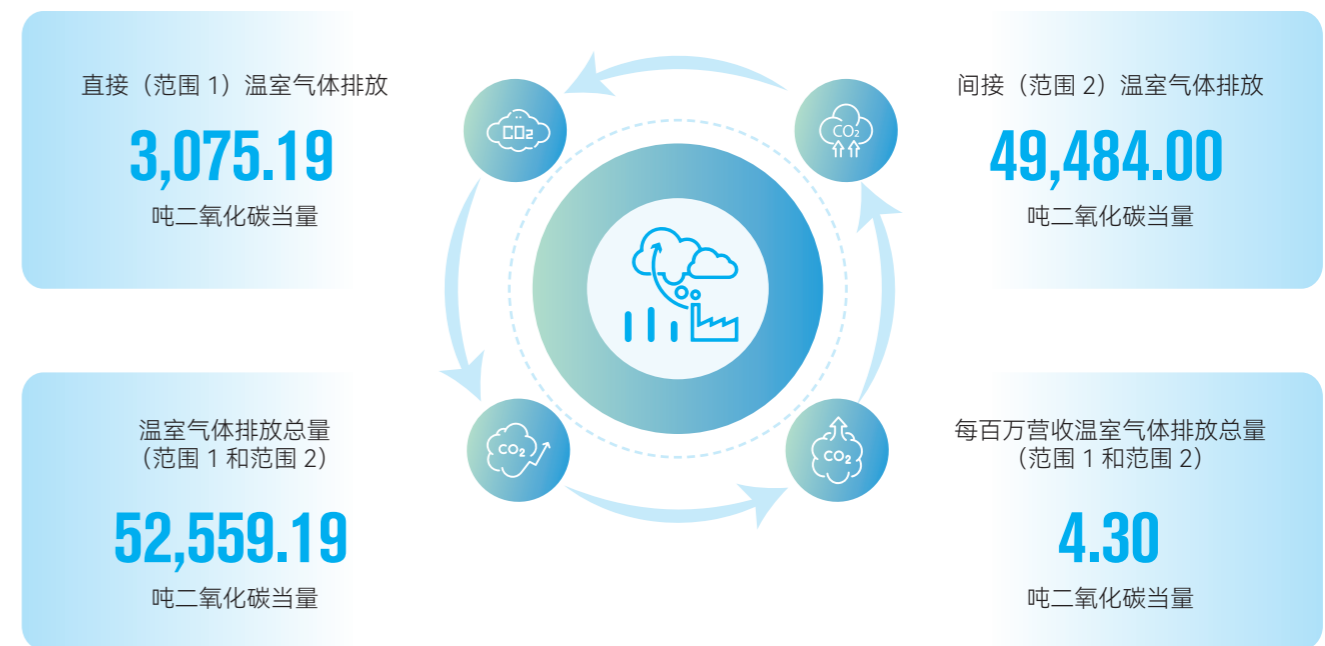 直接（范围 1）温室气体排放
3,075.19
吨二氧化碳当量
间接（范围 2）温室气体排放
49,484.00
吨二氧化碳当量
CO₂
CO₂
温室气体排放总量
（范围 1 和范围 2）
52,559.19
吨二氧化碳当量
每百万营收温室气体排放总量
（范围 1 和范围 2）
4.30
吨二氧化碳当量
CO₂
CO₂